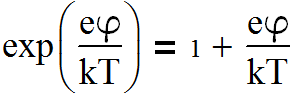 exp(eφ/kT) = 1 + eφ/kT